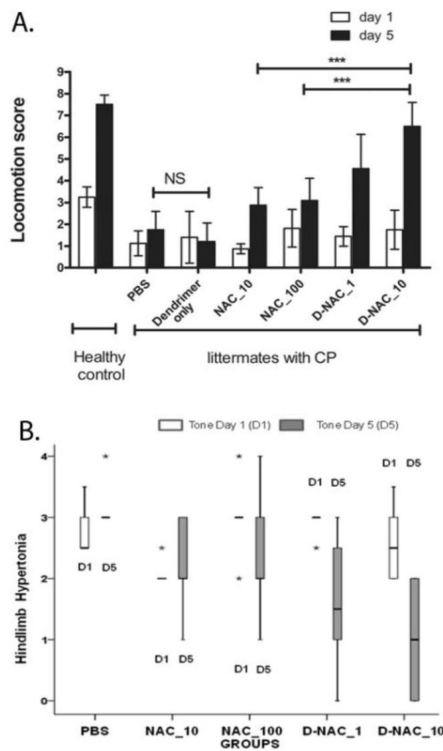 A.
day 1
day 5
***
***
NS
Locomotion score
9
8
7
6
5
4
3
2
1
0
PBS
Dendrimer only
NAC_10
NAC_100
D-NAC_1
D-NAC_10
Healthy control
littermates with CP
B.
Tone Day 1 (D1) Tone Day 5 (D5)
Hindlimb Hypertonia
4
3
2
1
0
* * D1 D5
D1 D5
D1 D5 * * *
D1 D5 D1 D5
PBS NAC_10 NAC_100 D-NAC_1 D-NAC_10
GROUPS